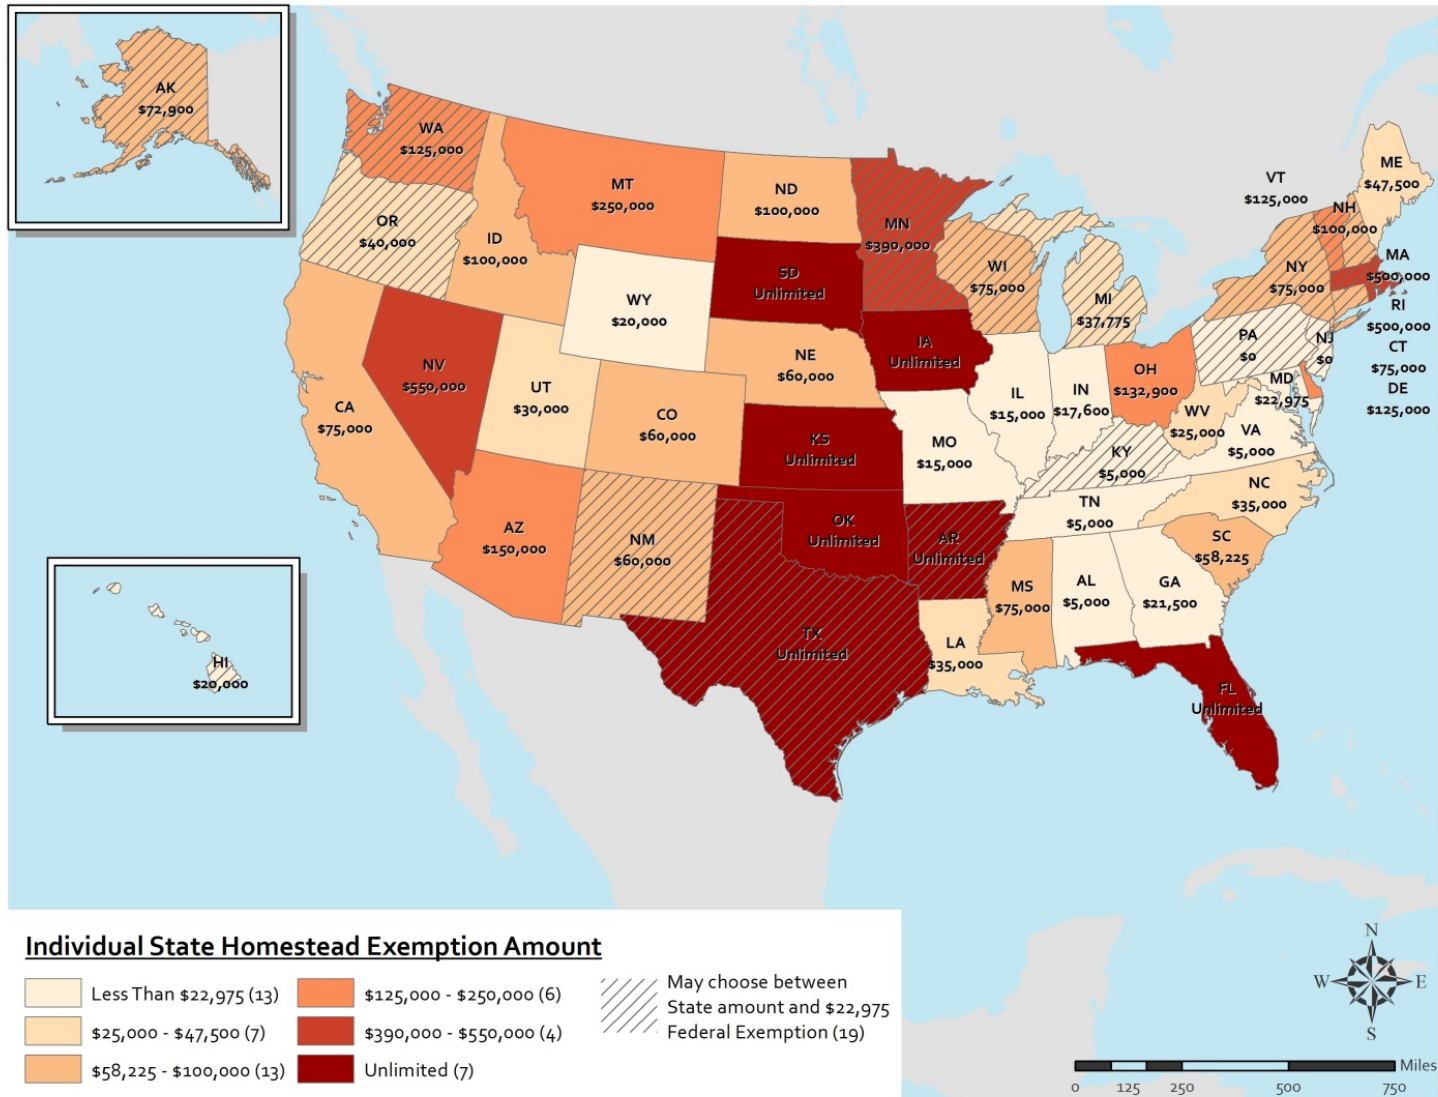 AK
$72,900
WA
$125,000
MT
$250,000
ND
$100,000
MN
$390,000
VT
$125,000
NH
$100,000
ME
$47,500
OR
$40,000
ID
$100,000
SD
Unlimited
WI
$75,000
MI
$37,775
NY
$75,000
MA
$500,000
RI
$500,000
CT
$75,000
DE
$125,000
WY
$20,000
NV
$550,000
UT
$30,000
CA
$75,000
CO
$60,000
NE
$60,000
IA
Unlimited
IL
$15,000
IN
$17,600
OH
$132,900
PA
$0
NJ
$0
MD
$22,975
WV
$25,000
VA
$5,000
KS
Unlimited
MO
$15,000
KY
$5,000
NC
$35,000
TN
$5,000
AZ
$150,000
NM
$60,000
OK
Unlimited
AR
Unlimited
SC
$58,225
MS
$75,000
AL
$5,000
GA
$21,500
TX
Unlimited
LA
$35,000
FL
Unlimited
HI
$20,000
Individual State Homestead Exemption Amount
Less Than $22,975 (13)
$25,000 - $47,500 (7)
$58,225 - $100,000 (13)
$125,000 - $250,000 (6)
$390,000 - $550,000 (4)
Unlimited (7)
May choose between
State amount and $22,975
Federal Exemption (19)
N
W E
S
Miles
0 125 250 500 750